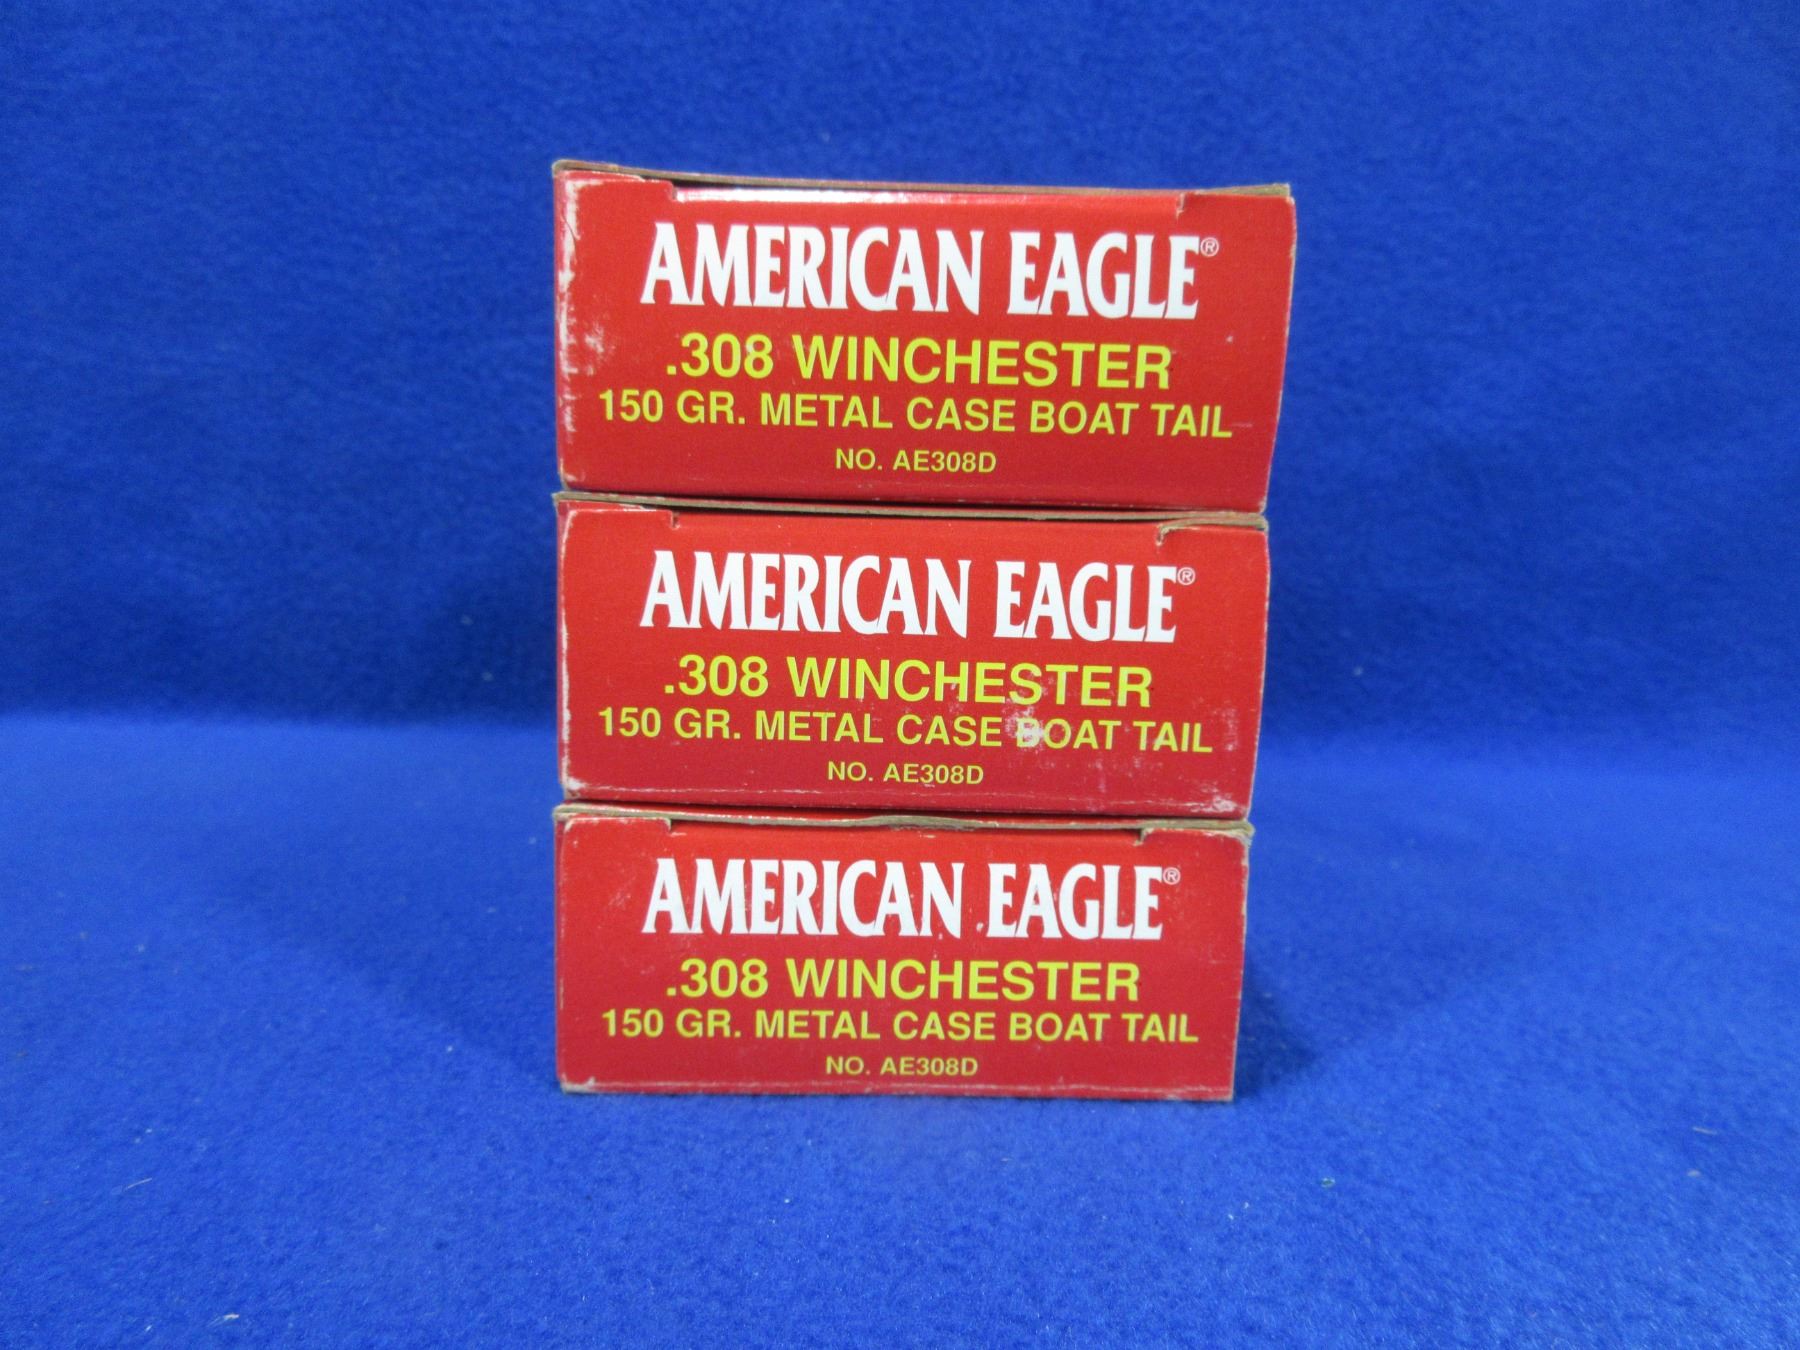 AMERICAN EAGLE®
.308 WINCHESTER
150 GR. METAL CASE BOAT TAIL
NO. AE308D
AMERICAN EAGLE®
.308 WINCHESTER
150 GR. METAL CASE BOAT TAIL
NO. AE308D
AMERICAN EAGLE®
.308 WINCHESTER
150 GR. METAL CASE BOAT TAIL
NO. AE308D